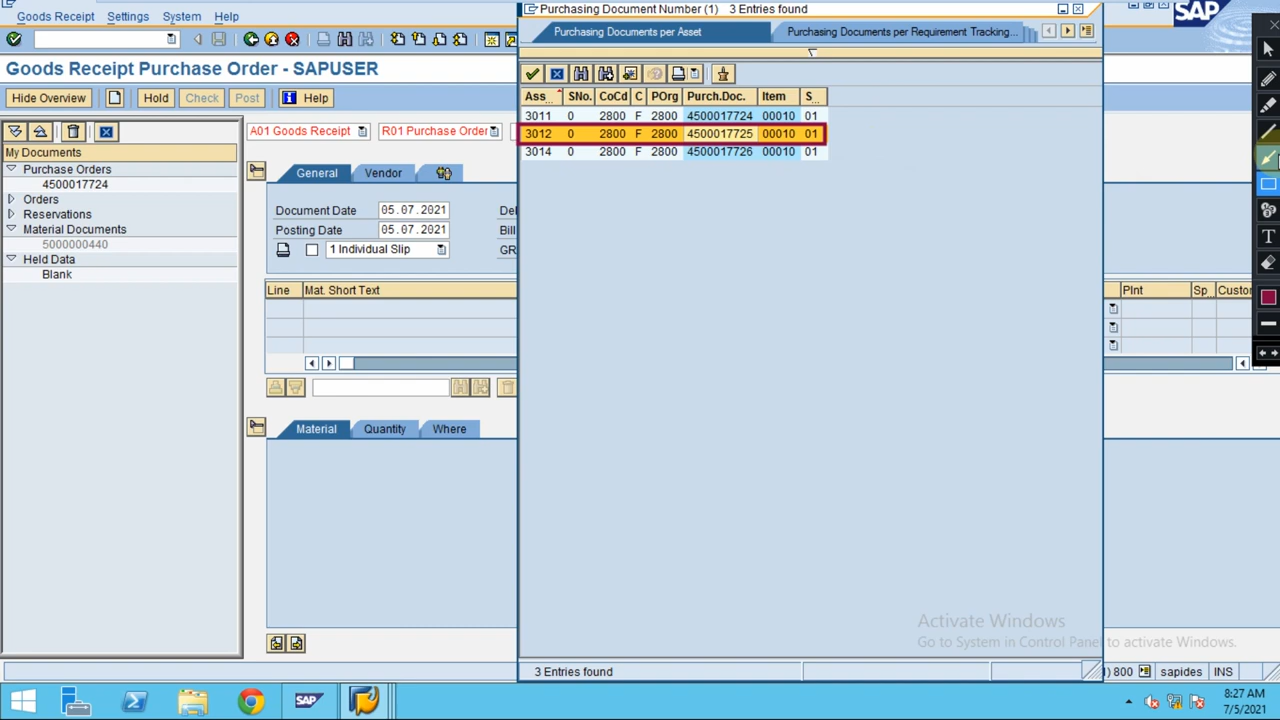 Goods Receipt Settings System Help
SAP
Goods Receipt Purchase Order - SAPUSER
Hide Overview Hold Check Post Help
A01 Goods Receipt R01 Purchase Order
My Documents
Purchase Orders
4500017724
Orders
Reservations
Material Documents
5000000440
Held Data
Blank
General Vendor
Document Date 05.07.2021
Posting Date 05.07.2021
1 Individual Slip
Del
Bill
GR
Line Mat. Short Text
Plnt Sp... Custo
Material Quantity Where
Purchasing Document Number (1) 3 Entries found
Purchasing Documents per Asset Purchasing Documents per Requirement Tracking...
Ass... SNo. CoCd C POrg Purch.Doc. Item S...
3011 0 2800 F 2800 4500017724 00010 01
3012 0 2800 F 2800 4500017725 00010 01
3014 0 2800 F 2800 4500017726 00010 01
Activate Windows
Go to System in Control Panel to activate Windows.
3 Entries found
1) 800 sapides INS
T
SAP
8:27 AM
7/5/2021